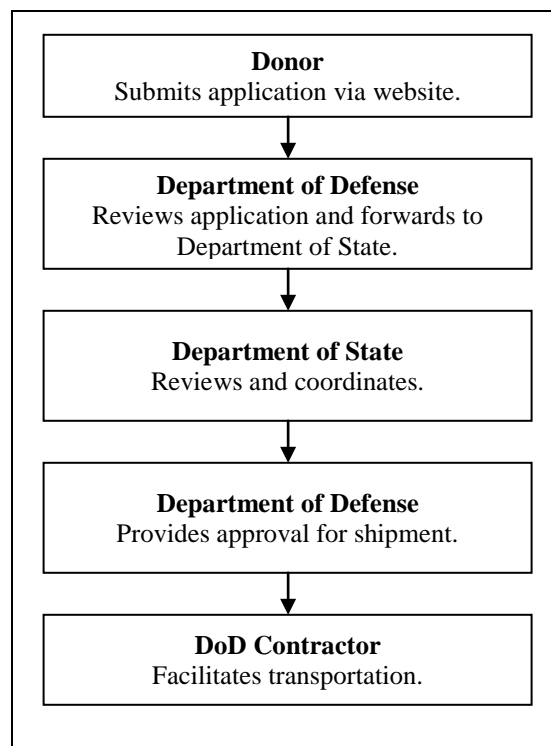 Donor
Submits application via website.
Department of Defense
Reviews application and forwards to
Department of State.
Department of State
Reviews and coordinates.
Department of Defense
Provides approval for shipment.
DoD Contractor
Facilitates transportation.